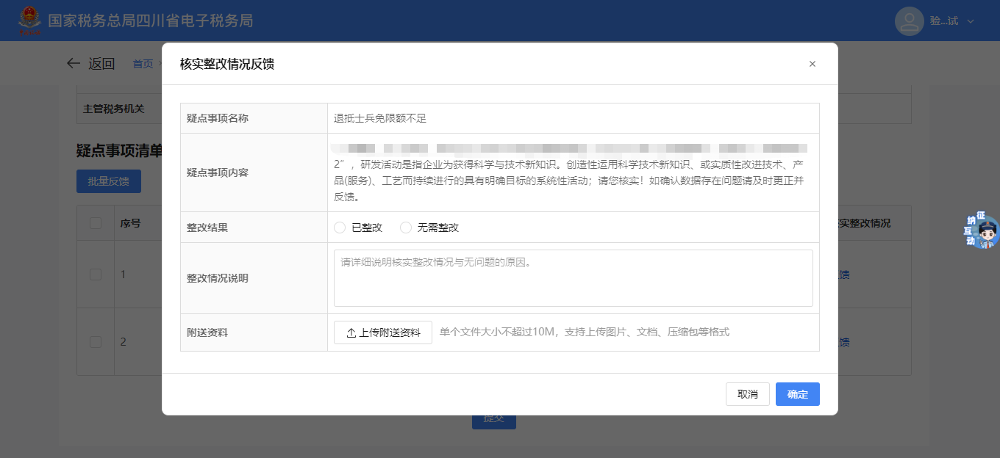 国家税务总局四川省电子税务局
验...试
返回
首页
核实整改情况反馈
×
主管税务机关
疑点事项名称
退抵士兵免限额不足
疑点事项清单
批量反馈
疑点事项内容
2”，研发活动是指企业为获得科学与技术新知识。创造性运用科学技术新知识、或实质性改进技术、产
品(服务)、工艺而持续进行的具有明确目标的系统性活动；请您核实！如确认数据存在问题请及时更正并
反馈。
序号
实整改情况
整改结果
已整改
无需整改
征纳互动
1
馈
整改情况说明
请详细说明核实整改情况与无问题的原因。
2
馈
附送资料
上传附送资料
单个文件大小不超过10M，支持上传图片、文档、压缩包等格式
取消
确定
提交